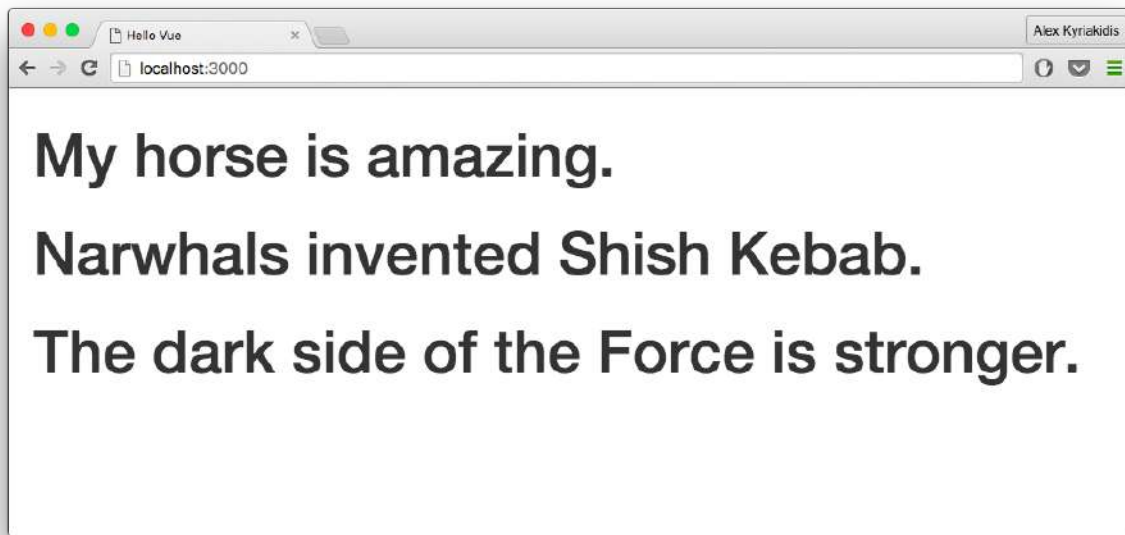 Hello Vue
Alex Kyriakidis
localhost:3000
My horse is amazing.
Narwhals invented Shish Kebab.
The dark side of the Force is stronger.